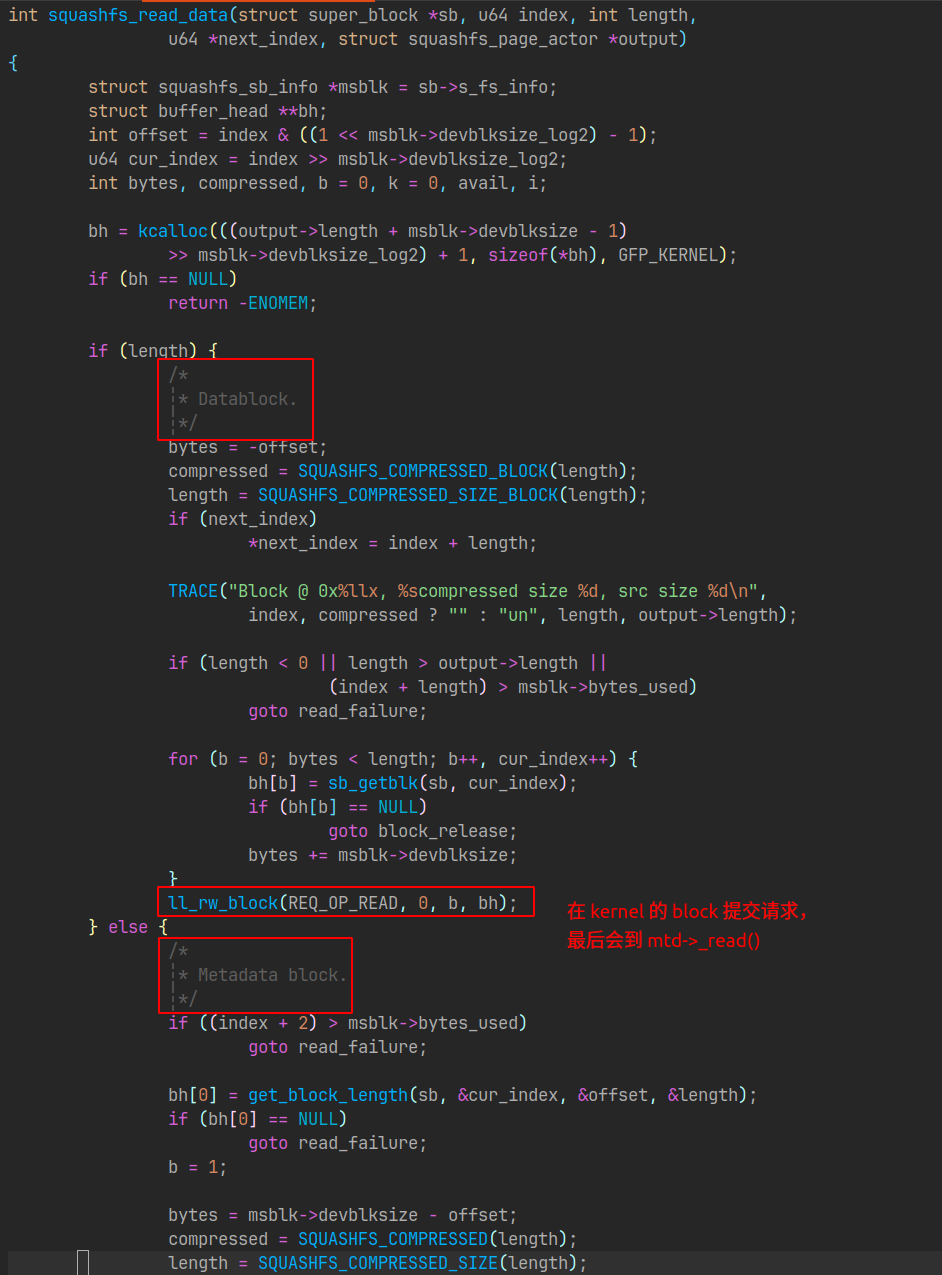 int squashfs_read_data(struct super_block *sb, u64 index, int length,
                u64 *next_index, struct squashfs_page_actor *output)
{
        struct squashfs_sb_info *msblk = sb->s_fs_info;
        struct buffer_head **bh;
        int offset = index & ((1 << msblk->devblksize_log2) - 1);
        u64 cur_index = index >> msblk->devblksize_log2;
        int bytes, compressed, b = 0, k = 0, avail, i;

        bh = kcalloc(((output->length + msblk->devblksize - 1)
                >> msblk->devblksize_log2) + 1, sizeof(*bh), GFP_KERNEL);
        if (bh == NULL)
                return -ENOMEM;

        if (length) {
                /*
                 * Datablock.
                 */
                bytes = -offset;
                compressed = SQUASHFS_COMPRESSED_BLOCK(length);
                length = SQUASHFS_COMPRESSED_SIZE_BLOCK(length);
                if (next_index)
                        *next_index = index + length;

                TRACE("Block @ 0x%llx, %scompressed size %d, src size %d\n",
                        index, compressed ? "" : "un", length, output->length);

                if (length < 0 || length > output->length ||
                                (index + length) > msblk->bytes_used)
                        goto read_failure;

                for (b = 0; bytes < length; b++, cur_index++) {
                        bh[b] = sb_getblk(sb, cur_index);
                        if (bh[b] == NULL)
                                goto block_release;
                        bytes += msblk->devblksize;
                }
                ll_rw_block(REQ_OP_READ, 0, b, bh);
在 kernel 的 block 提交请求，
最后会到 mtd->_read()
        } else {
                /*
                 * Metadata block.
                 */
                if ((index + 2) > msblk->bytes_used)
                        goto read_failure;

                bh[0] = get_block_length(sb, &cur_index, &offset, &length);
                if (bh[0] == NULL)
                        goto read_failure;
                b = 1;

                bytes = msblk->devblksize - offset;
                compressed = SQUASHFS_COMPRESSED(length);
                length = SQUASHFS_COMPRESSED_SIZE(length);